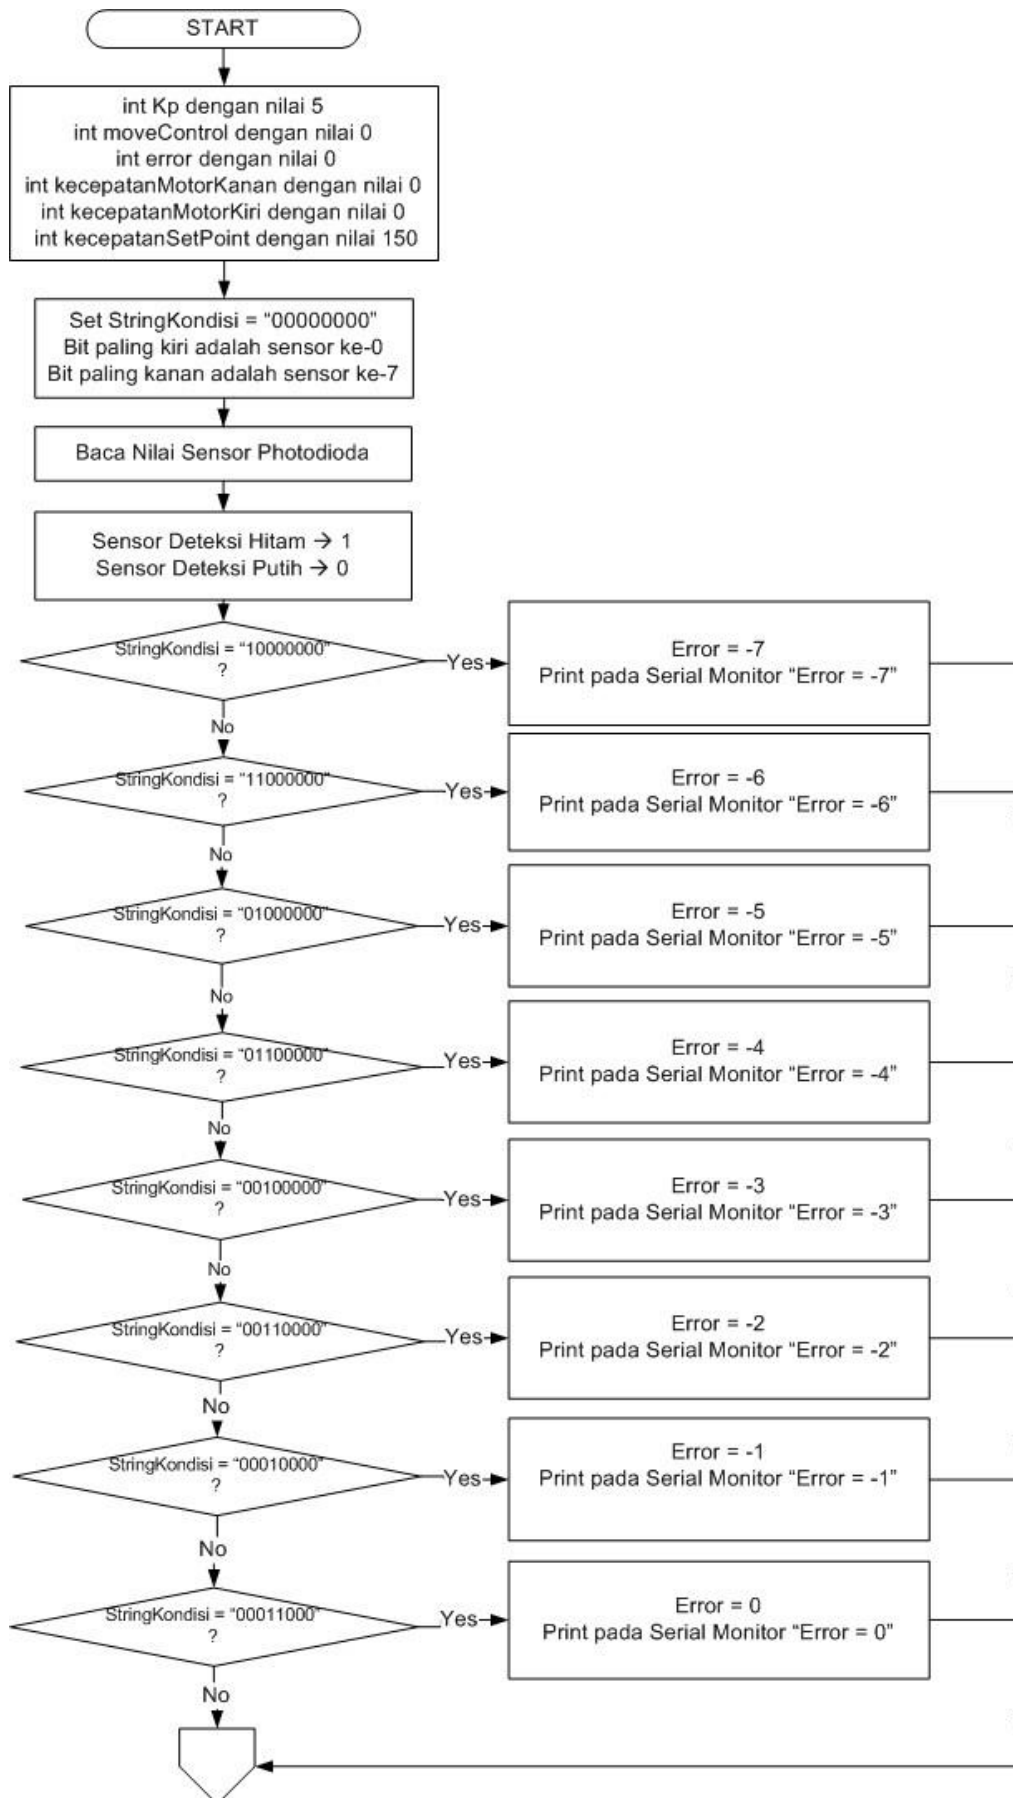 START
int Kp dengan nilai 5
int moveControl dengan nilai 0
int error dengan nilai 0
int kecepatanMotorKanan dengan nilai 0
int kecepatanMotorKiri dengan nilai 0
int kecepatanSetPoint dengan nilai 150
Set StringKondisi = “00000000”
Bit paling kiri adalah sensor ke-0
Bit paling kanan adalah sensor ke-7
Baca Nilai Sensor Photodioda
Sensor Deteksi Hitam → 1
Sensor Deteksi Putih → 0
StringKondisi = “10000000”
?
Yes
Error = -7
Print pada Serial Monitor “Error = -7”
No
StringKondisi = “11000000”
?
Yes
Error = -6
Print pada Serial Monitor “Error = -6”
No
StringKondisi = “01000000”
?
Yes
Error = -5
Print pada Serial Monitor “Error = -5”
No
StringKondisi = “01100000”
?
Yes
Error = -4
Print pada Serial Monitor “Error = -4”
No
StringKondisi = “00100000”
?
Yes
Error = -3
Print pada Serial Monitor “Error = -3”
No
StringKondisi = “00110000”
?
Yes
Error = -2
Print pada Serial Monitor “Error = -2”
No
StringKondisi = “00010000”
?
Yes
Error = -1
Print pada Serial Monitor “Error = -1”
No
StringKondisi = “00011000”
?
Yes
Error = 0
Print pada Serial Monitor “Error = 0”
No